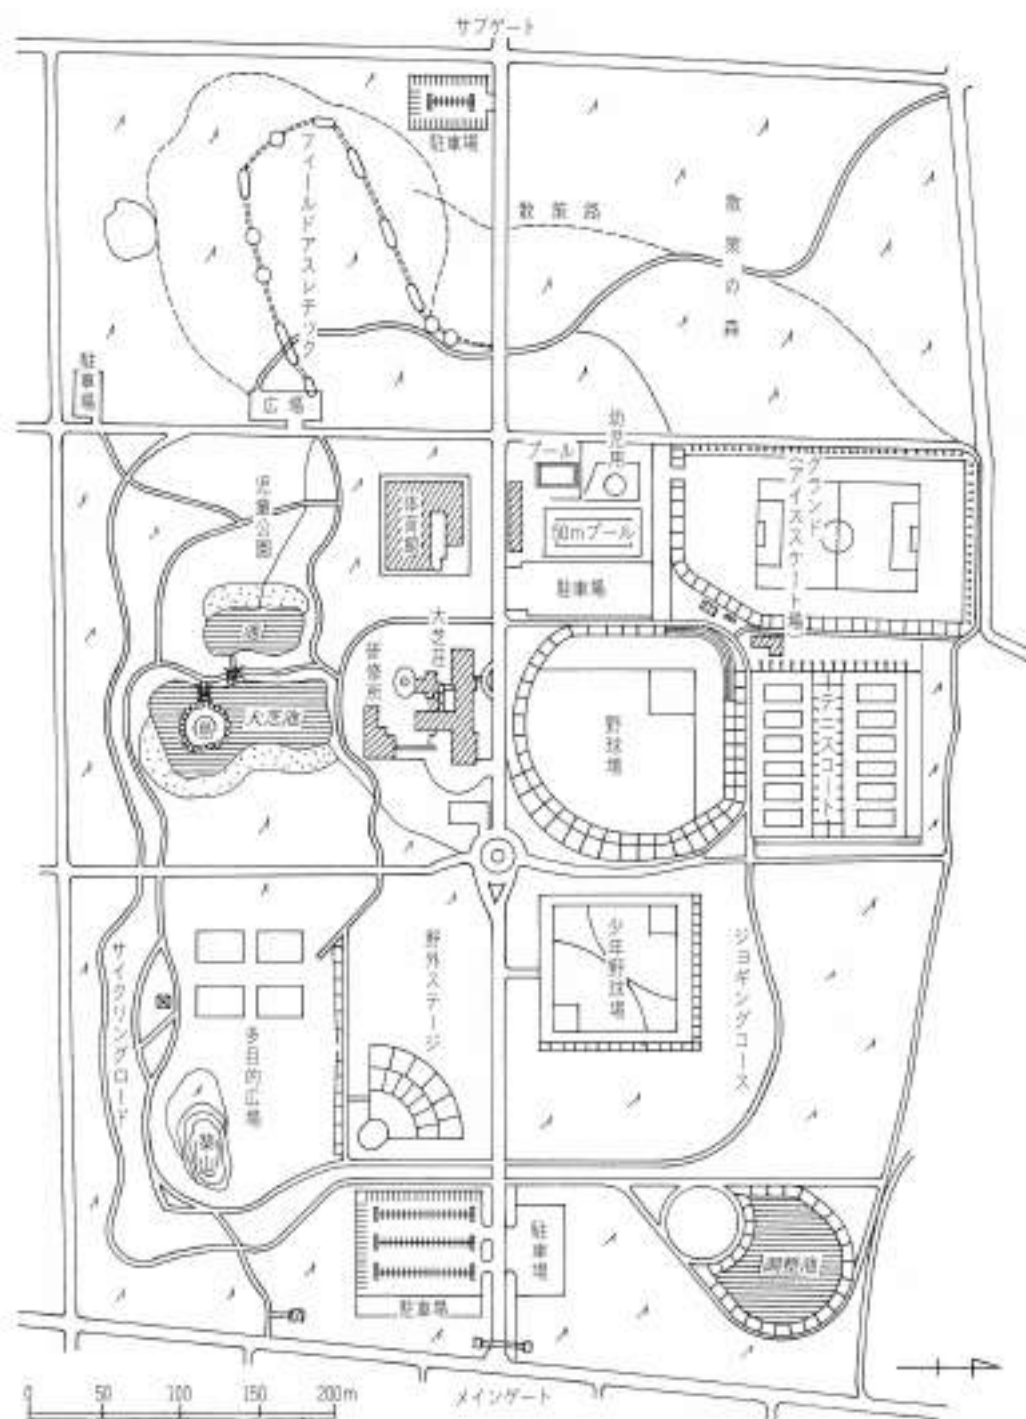 サブゲート
駐車場
フィールドアスレチック
散策路
散策の森
駐車場
広場
プール
幼児用
グランド
(アイススケート場)
児童公園
体育館
50mプール
駐車場
大芝荘
研修所
大芝池
野球場
テニスコート
サイクリングロード
野外ステージ
少年野球場
ジョギングコース
多目的広場
築山
駐車場
駐車場
調整池
メインゲート
0 50 100 150 200m